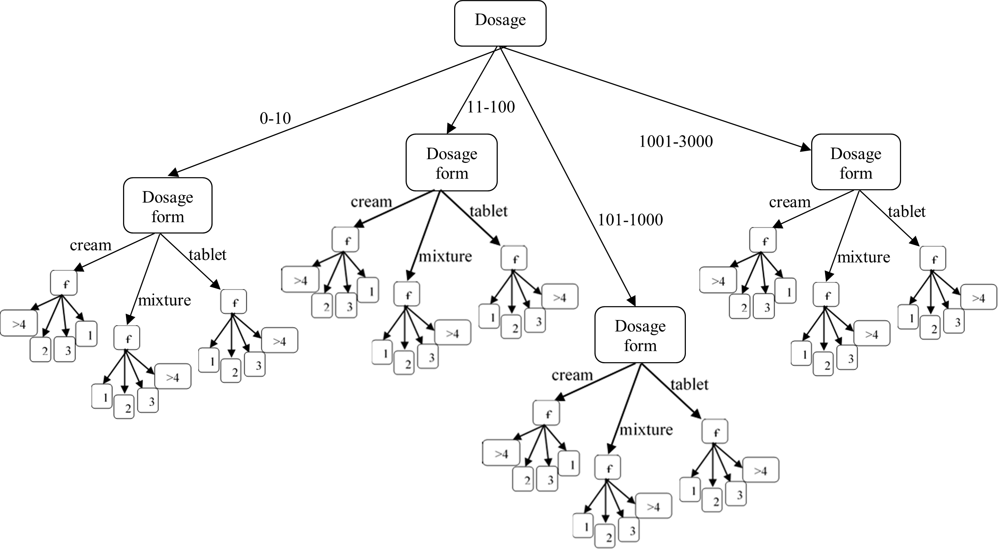 Dosage
0-10
11-100
1001-3000
101-1000
Dosage
form
cream
tablet
mixture
f
>4
2
3
1
f
1
2
3
>4
f
1
2
3
>4
Dosage
form
cream
tablet
mixture
f
>4
2
3
1
f
1
2
3
>4
f
1
2
3
>4
Dosage
form
cream
tablet
mixture
f
>4
2
3
1
f
1
2
3
>4
f
1
2
3
>4
Dosage
form
cream
tablet
mixture
f
>4
2
3
1
f
1
2
3
>4
f
1
2
3
>4